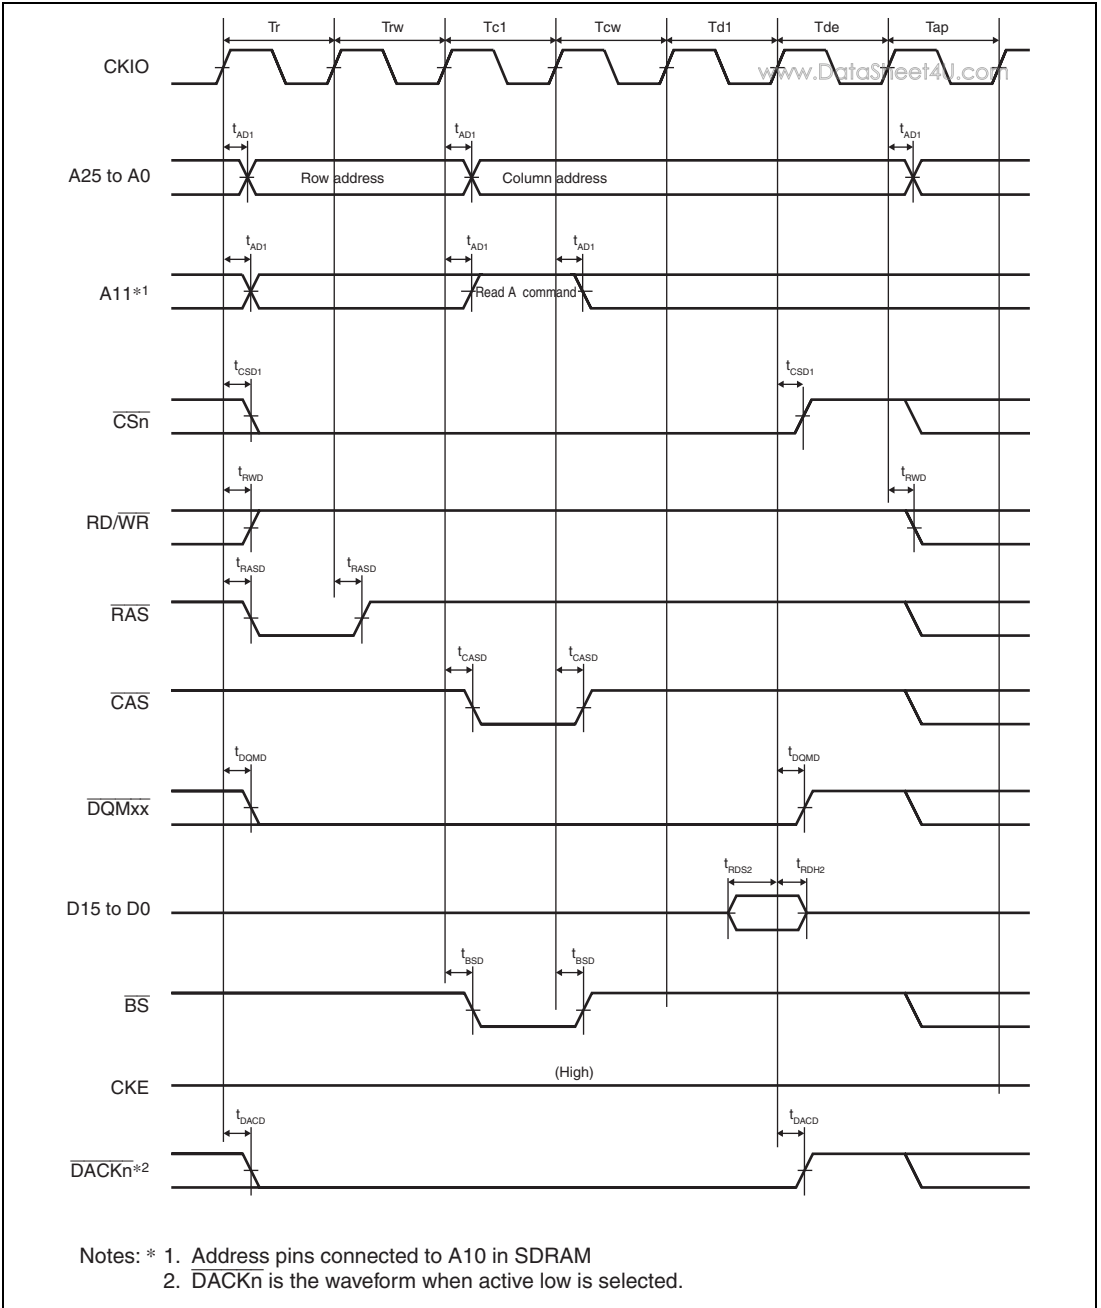 Tr Trw Tc1 Tcw Td1 Tde Tap
CKIO
www.DataSheet4U.com
tAD1 tAD1 tAD1
A25 to A0 Row address Column address
tAD1 tAD1 tAD1
A11*1 Read A command
tCSD1 tCSD1
CSn
tRWD tRWD
RD/WR
tRASD tRASD
RAS
tCASD tCASD
CAS
tDQMD tDQMD
DQMxx
tRDS2 tRDH2
D15 to D0
tBSD tBSD
BS
(High)
CKE
tDACD tDACD
DACKn*2
Notes: * 1. Address pins connected to A10 in SDRAM
2. DACKn is the waveform when active low is selected.